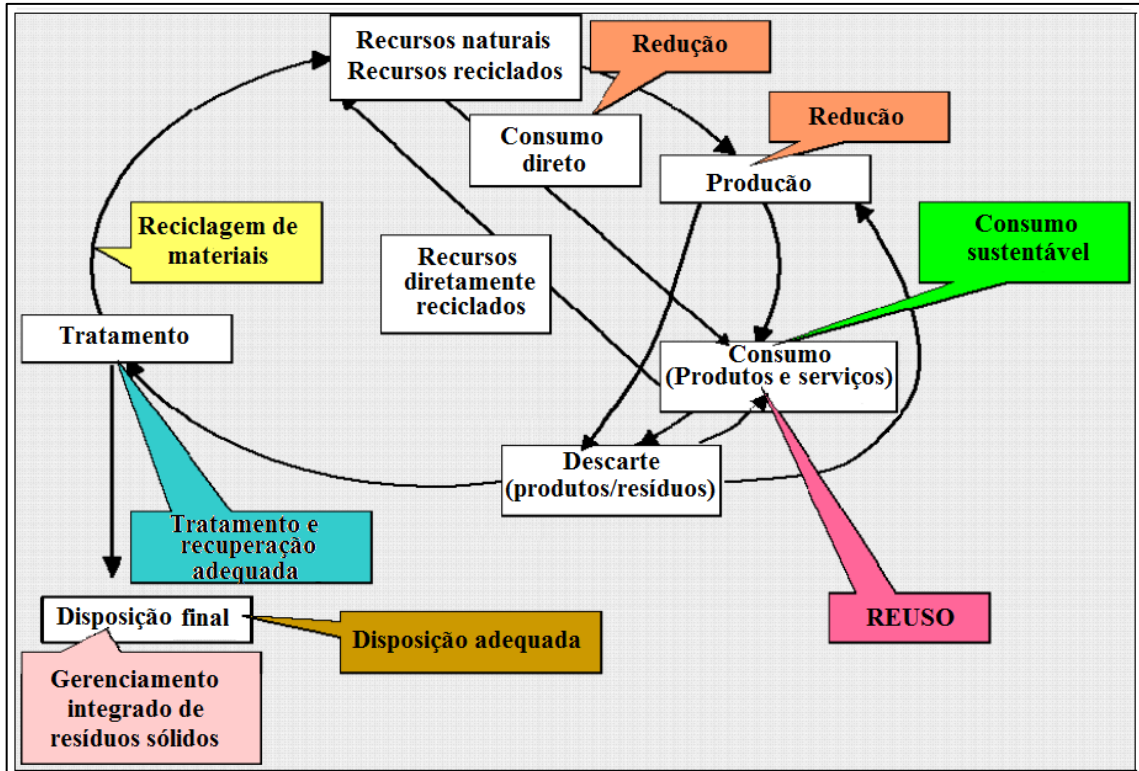 Recursos naturais
Recursos reciclados
Redução
Consumo
direto
Redução
Produção
Reciclagem de
materiais
Recursos
diretamente
reciclados
Consumo
sustentável
Tratamento
Consumo
(Produtos e serviços)
Descarte
(produtos/resíduos)
Tratamento e
recuperação
adequada
Disposição final
Disposição adequada
REUSO
Gerenciamento
integrado de
resíduos sólidos